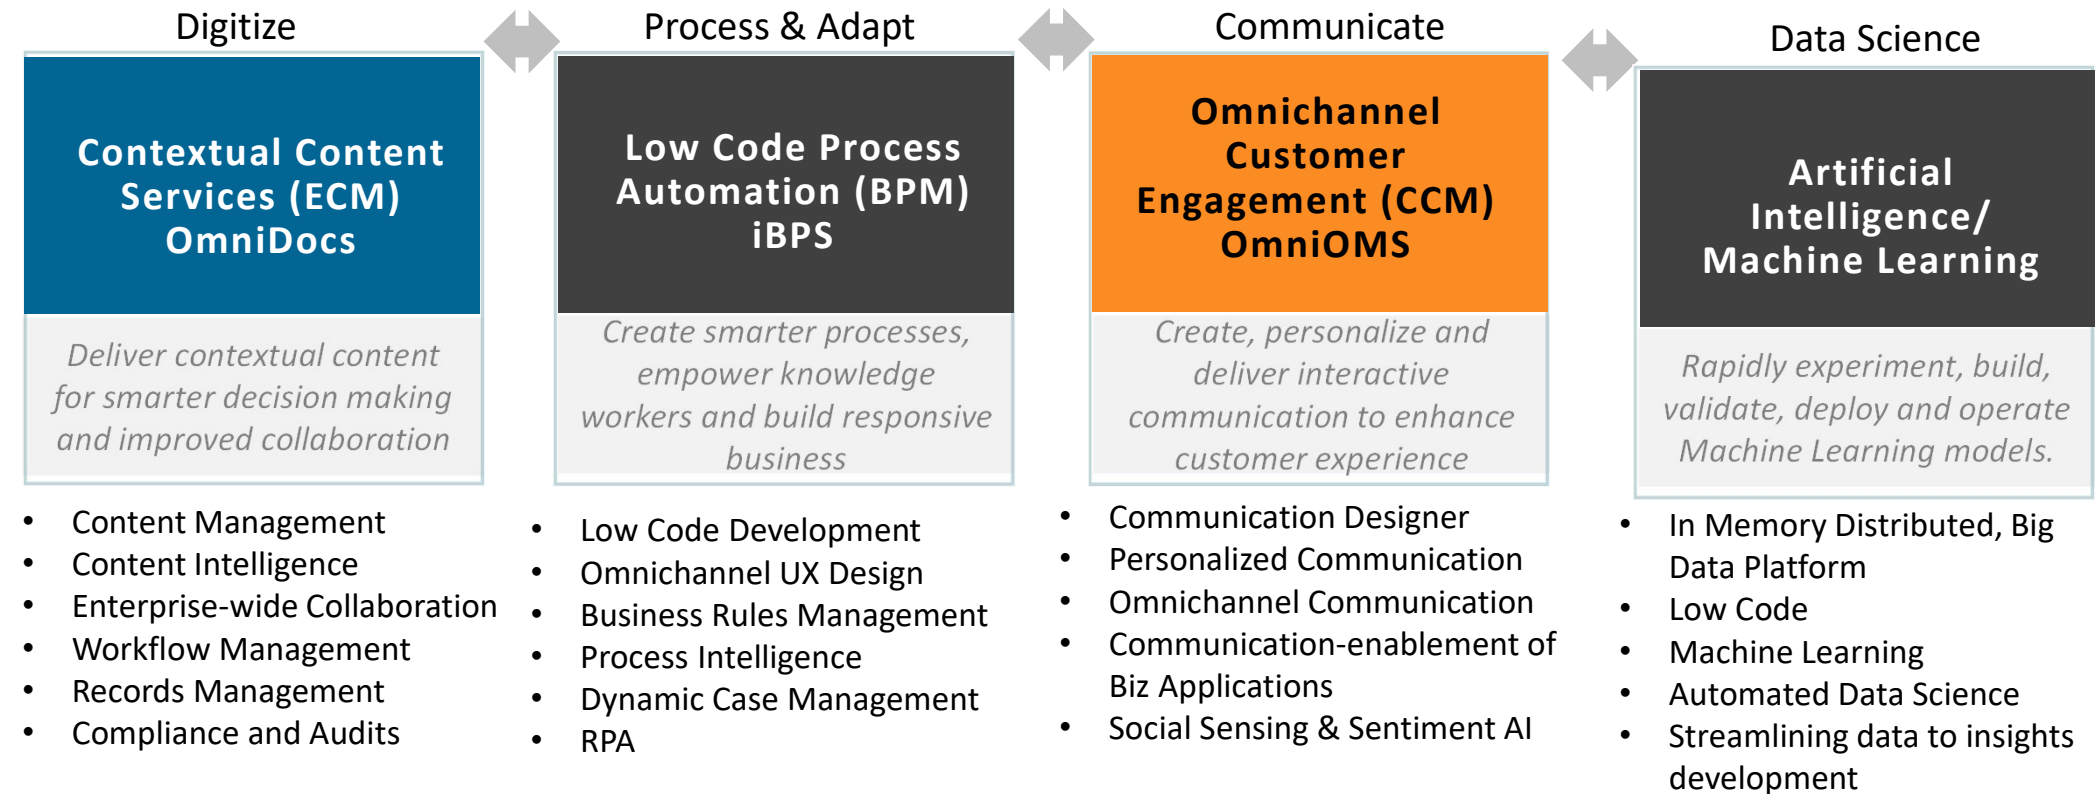 Digitize
Contextual Content
Services (ECM)
OmniDocs
Deliver contextual content
for smarter decision making
and improved collaboration
• Content Management
• Content Intelligence
• Enterprise-wide Collaboration
• Workflow Management
• Records Management
• Compliance and Audits
Process & Adapt
Low Code Process
Automation (BPM)
iBPS
Create smarter processes,
empower knowledge
workers and build responsive
business
• Low Code Development
• Omnichannel UX Design
• Business Rules Management
• Process Intelligence
• Dynamic Case Management
• RPA
Communicate
Omnichannel
Customer
Engagement (CCM)
OmniOMS
Create, personalize and
deliver interactive
communication to enhance
customer experience
• Communication Designer
• Personalized Communication
• Omnichannel Communication
• Communication-enablement of
Biz Applications
• Social Sensing & Sentiment AI
Data Science
Artificial
Intelligence/
Machine Learning
Rapidly experiment, build,
validate, deploy and operate
Machine Learning models.
• In Memory Distributed, Big
Data Platform
• Low Code
• Machine Learning
• Automated Data Science
• Streamlining data to insights
development